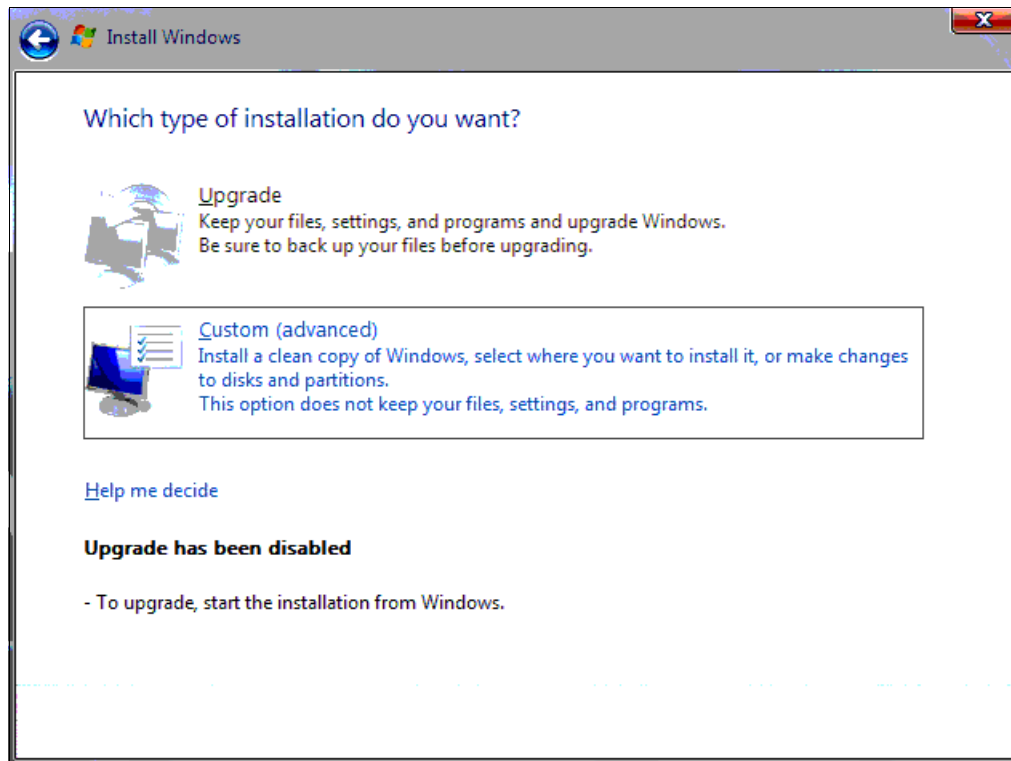 Install Windows
Which type of installation do you want?
Upgrade
Keep your files, settings, and programs and upgrade Windows.
Be sure to back up your files before upgrading.
Custom (advanced)
Install a clean copy of Windows, select where you want to install it, or make changes
to disks and partitions.
This option does not keep your files, settings, and programs.
Help me decide
Upgrade has been disabled
- To upgrade, start the installation from Windows.